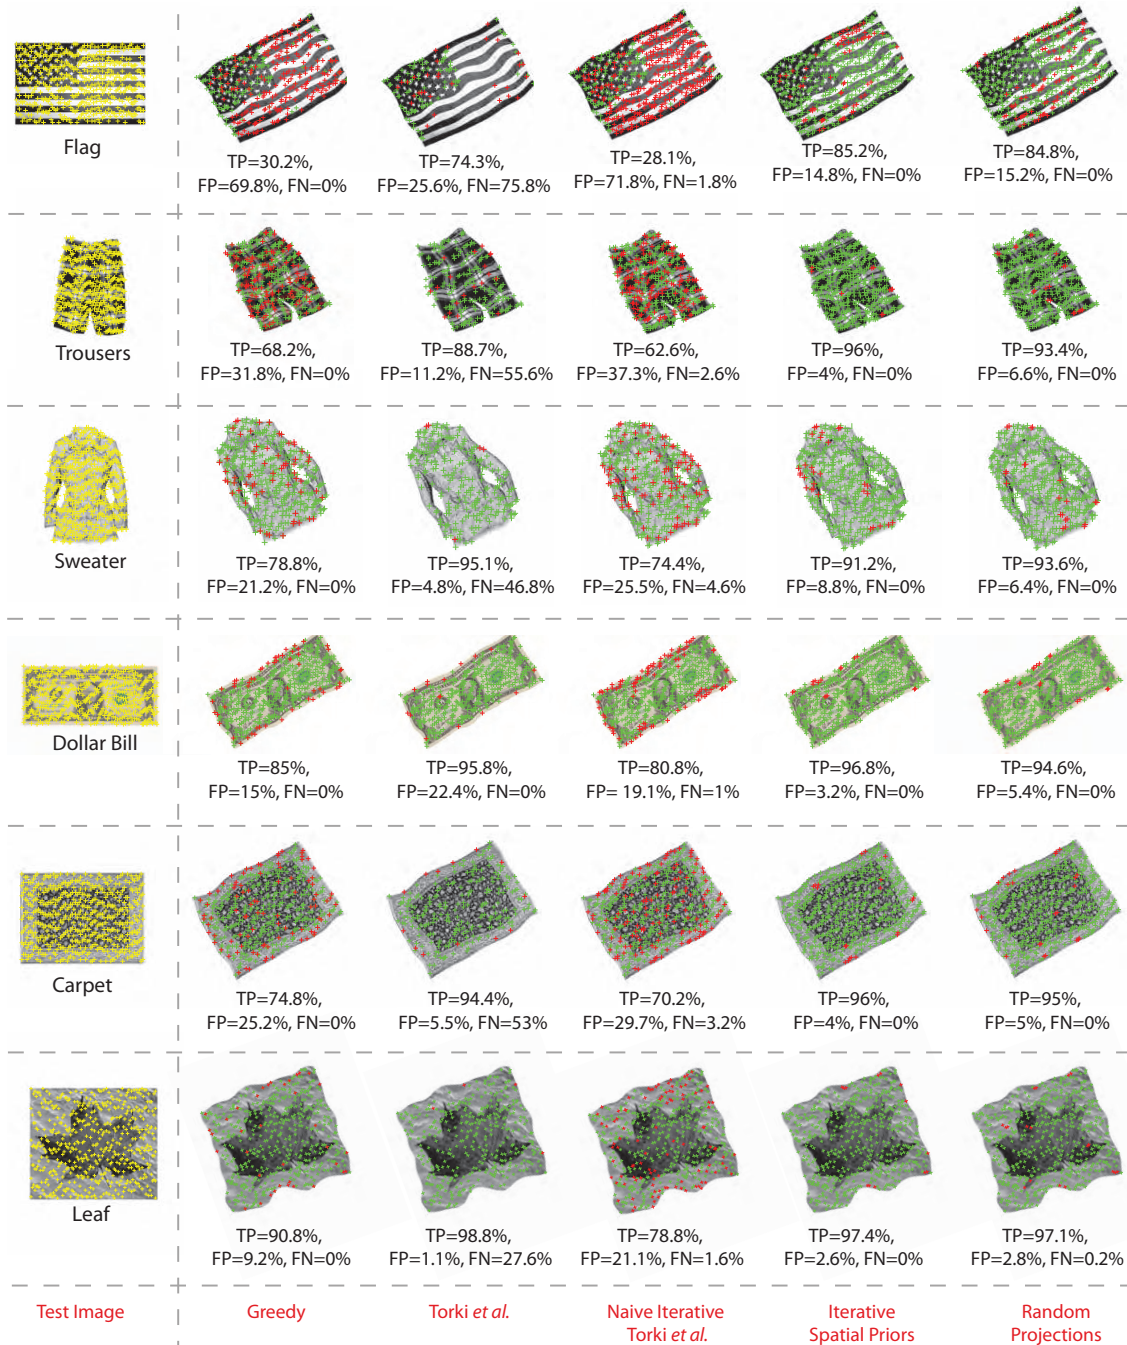 Flag
TP=30.2%,
FP=69.8%, FN=0%
TP=74.3%,
FP=25.6%, FN=75.8%
TP=28.1%,
FP=71.8%, FN=1.8%
TP=85.2%,
FP=14.8%, FN=0%
TP=84.8%,
FP=15.2%, FN=0%
Trousers
TP=68.2%,
FP=31.8%, FN=0%
TP=88.7%,
FP=11.2%, FN=55.6%
TP=62.6%,
FP=37.3%, FN=2.6%
TP=96%,
FP=4%, FN=0%
TP=93.4%,
FP=6.6%, FN=0%
Sweater
TP=78.8%,
FP=21.2%, FN=0%
TP=95.1%,
FP=4.8%, FN=46.8%
TP=74.4%,
FP=25.5%, FN=4.6%
TP=91.2%,
FP=8.8%, FN=0%
TP=93.6%,
FP=6.4%, FN=0%
Dollar Bill
TP=85%,
FP=15%, FN=0%
TP=95.8%,
FP=22.4%, FN=0%
TP=80.8%,
FP= 19.1%, FN=1%
TP=96.8%,
FP=3.2%, FN=0%
TP=94.6%,
FP=5.4%, FN=0%
Carpet
TP=74.8%,
FP=25.2%, FN=0%
TP=94.4%,
FP=5.5%, FN=53%
TP=70.2%,
FP=29.7%, FN=3.2%
TP=96%,
FP=4%, FN=0%
TP=95%,
FP=5%, FN=0%
Leaf
TP=90.8%,
FP=9.2%, FN=0%
TP=98.8%,
FP=1.1%, FN=27.6%
TP=78.8%,
FP=21.1%, FN=1.6%
TP=97.4%,
FP=2.6%, FN=0%
TP=97.1%,
FP=2.8%, FN=0.2%
Test Image
Greedy
Torki et al.
Naive Iterative
Torki et al.
Iterative
Spatial Priors
Random
Projections